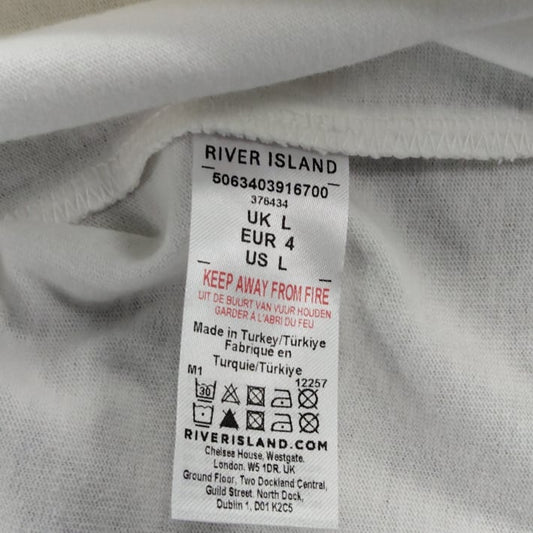 RIVER ISLAND
5063403916700
376434
UK L
EUR 4
US L
KEEP AWAY FROM FIRE
UIT DE BUURT VAN VUUR HOUDEN
GARDER À L'ABRI DU FEU
Made in Turkey/Türkiye
Fabriqué en
Turquie/Türkiye
M1 12257
30
RIVERISLAND.COM
Chelsea House, Westgate,
London. W5 1DR. UK
Ground Floor, Two Dockland Central,
Guild Street. North Dock,
Dublin 1, D01 K2C5